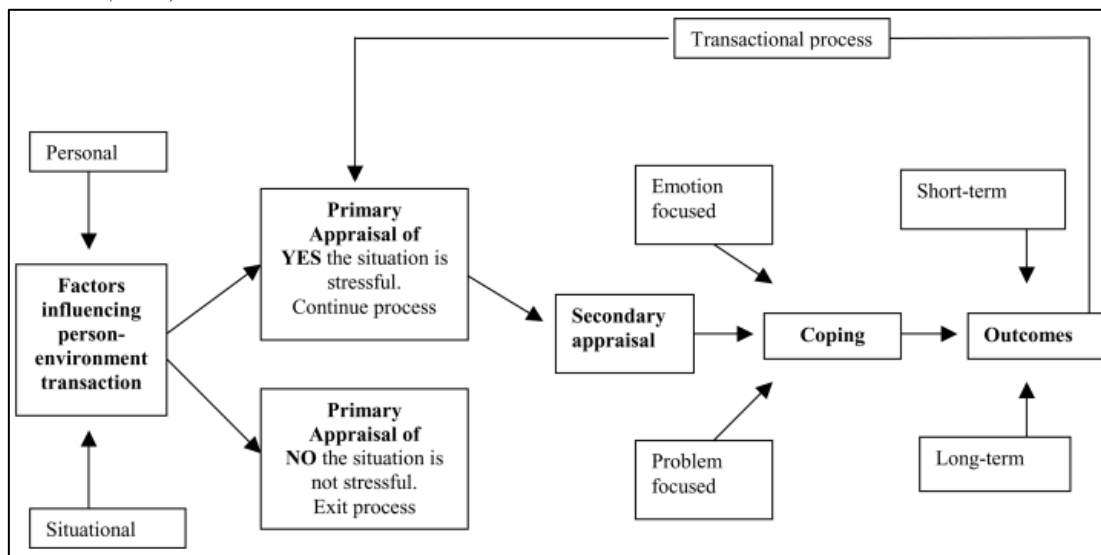 Transactional process
Personal
Factors
influencing
person-
environment
transaction
Situational
Primary
Appraisal of
YES the situation is
stressful.
Continue process
Primary
Appraisal of
NO the situation is
not stressful.
Exit process
Secondary
appraisal
Emotion
focused
Coping
Problem
focused
Short-term
Outcomes
Long-term